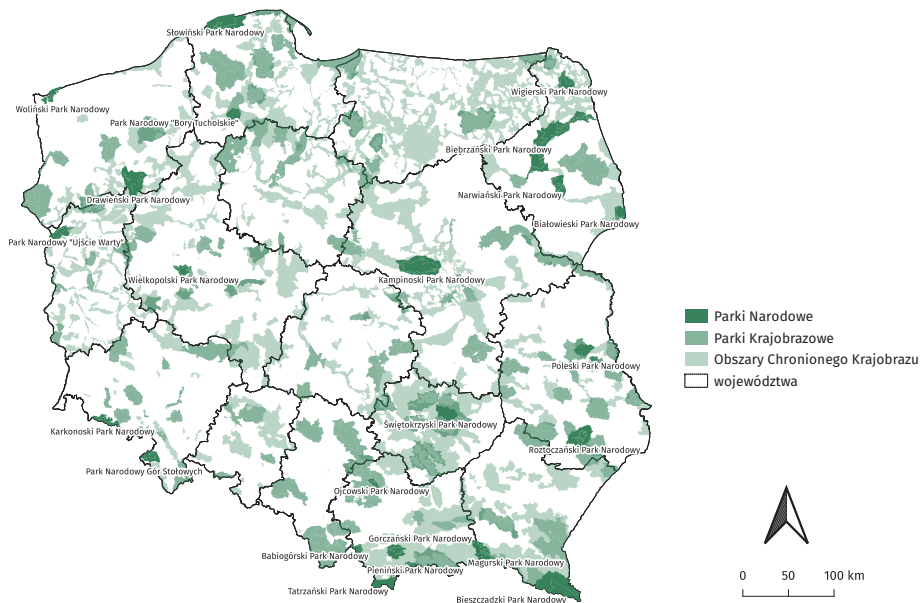 Słowiński Park Narodowy
Wigierski Park Narodowy
Woliński Park Narodowy
Park Narodowy "Bory Tucholskie"
Biebrzański Park Narodowy
Narwiański Park Narodowy
Drawieński Park Narodowy
Białowieski Park Narodowy
Park Narodowy "Ujście Warty"
Wielkopolski Park Narodowy
Kampinoski Park Narodowy
Parki Narodowe
Parki Krajobrazowe
Obszary Chronionego Krajobrazu
województwa
Poleski Park Narodowy
Świętokrzyski Park Narodowy
Karkonoski Park Narodowy
Roztoczański Park Narodowy
Park Narodowy Gór Stołowych
Ojcowski Park Narodowy
Gorczański Park Narodowy
Babiogórski Park Narodowy
Magurski Park Narodowy
Pieniński Park Narodowy
Tatrzański Park Narodowy
Bieszczadzki Park Narodowy
0 50 100 km